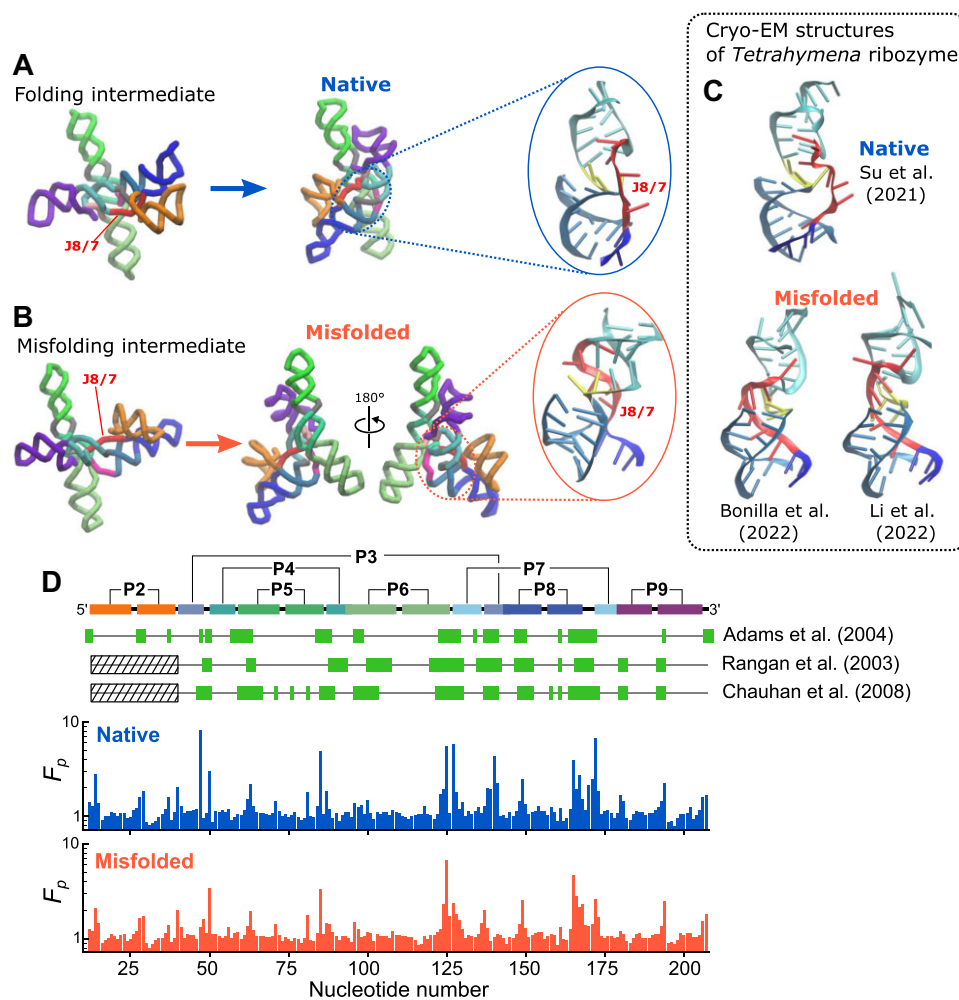 A
Folding intermediate
J8/7
Native
J8/7
Cryo-EM structures
of Tetrahymena ribozyme
C
Native
Su et al.
(2021)
B
Misfolding intermediate
J8/7
Misfolded
180°
J8/7
Misfolded
Bonilla et al.
(2022)
Li et al.
(2022)
D
P3
P4
P7
P2
P5
P6
P8
P9
5'
3'
Adams et al. (2004)
Rangan et al. (2003)
Chauhan et al. (2008)
10
Native
Fp
1
10
Misfolded
Fp
1
25 50 75 100 125 150 175 200
Nucleotide number